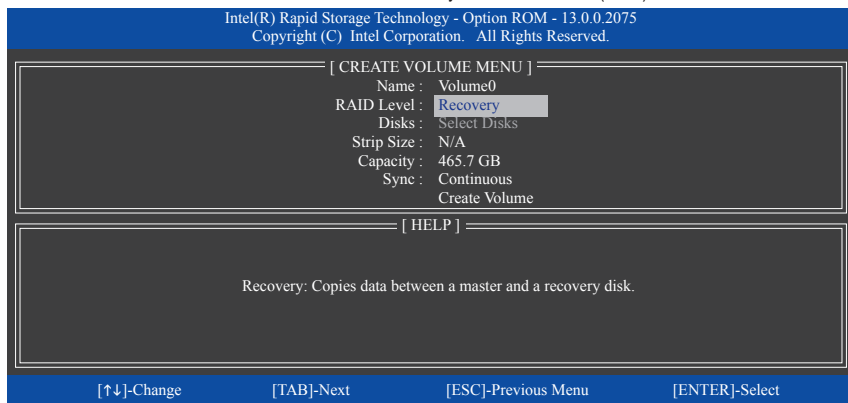 Intel(R) Rapid Storage Technology - Option ROM - 13.0.0.2075
Copyright (C) Intel Corporation. All Rights Reserved.
[ CREATE VOLUME MENU ]
Name : Volume0
RAID Level : Recovery
Disks : Select Disks
Strip Size : N/A
Capacity : 465.7 GB
Sync : Continuous
Create Volume
[ HELP ]
Recovery: Copies data between a master and a recovery disk.
[↑↓]-Change [TAB]-Next [ESC]-Previous Menu [ENTER]-Select